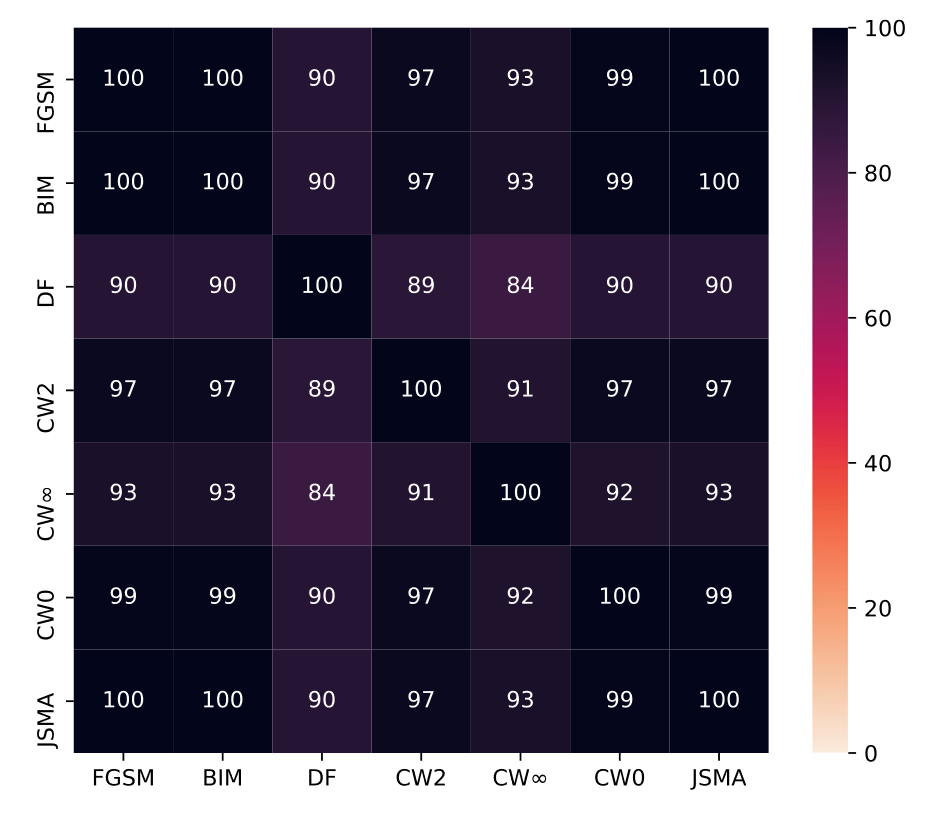 FGSM 100 100 90 97 93 99 100
BIM 100 100 90 97 93 99 100
DF 90 90 100 89 84 90 90
CW2 97 97 89 100 91 97 97
CW∞ 93 93 84 91 100 92 93
CW0 99 99 90 97 92 100 99
JSMA 100 100 90 97 93 99 100
FGSM BIM DF CW2 CW∞ CW0 JSMA
100
80
60
40
20
0